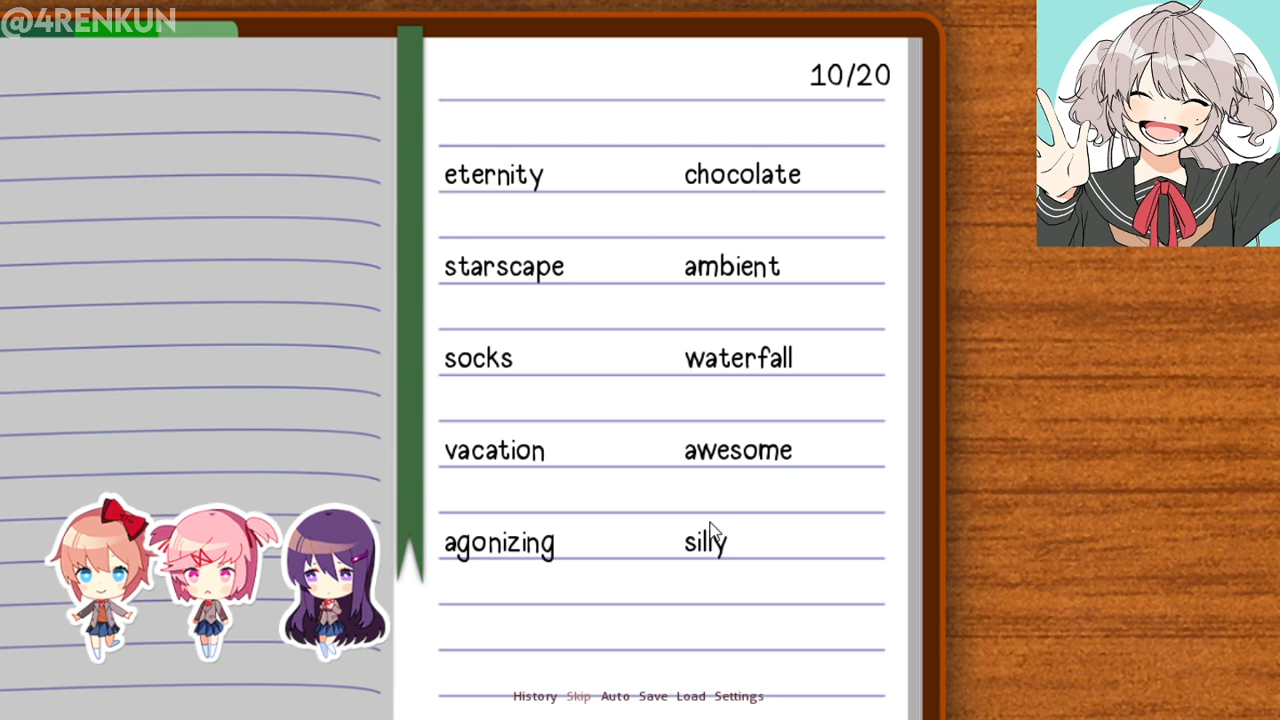 @4RENKUN
10/20
eternity chocolate
starscape ambient
socks waterfall
vacation awesome
agonizing silly
History Skip Auto Save Load Settings